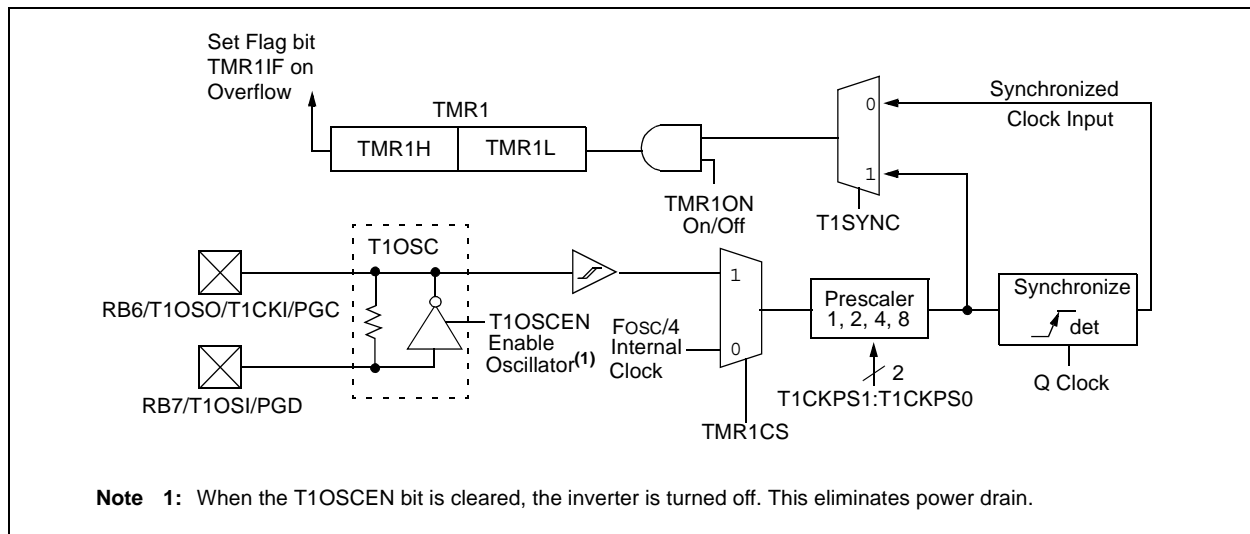 Set Flag bit
TMR1IF on
Overflow
TMR1
TMR1H
TMR1L
TMR1ON
On/Off
0
1
T1SYNC
Synchronized
Clock Input
T1OSC
RB6/T1OSO/T1CKI/PGC
RB7/T1OSI/PGD
T1OSCEN
Enable
Oscillator(1)
FOSC/4
Internal
Clock
1
0
TMR1CS
Prescaler
1, 2, 4, 8
2
T1CKPS1:T1CKPS0
Synchronize
det
Q Clock
Note 1: When the T1OSCEN bit is cleared, the inverter is turned off. This eliminates power drain.